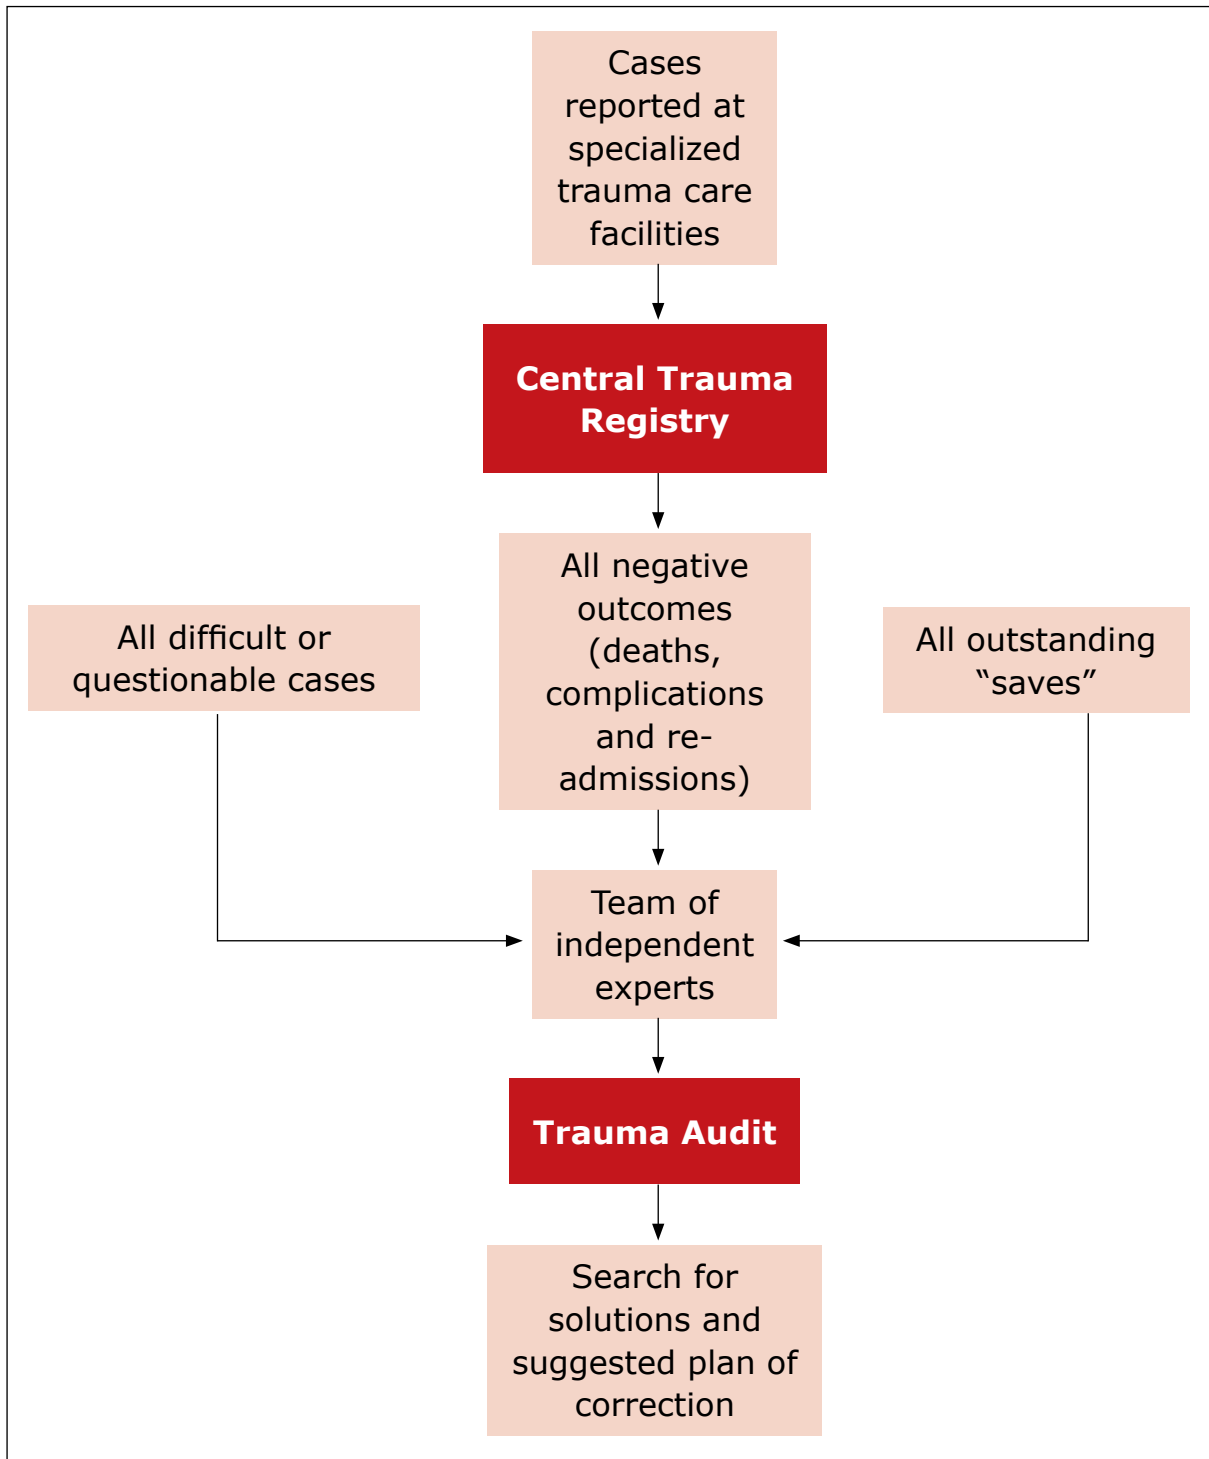 Cases
reported at
specialized
trauma care
facilities
Central Trauma
Registry
All negative
outcomes
(deaths,
complications
and re-
admissions)
All difficult or
questionable cases
All outstanding
“saves”
Team of
independent
experts
Trauma Audit
Search for
solutions and
suggested plan of
correction